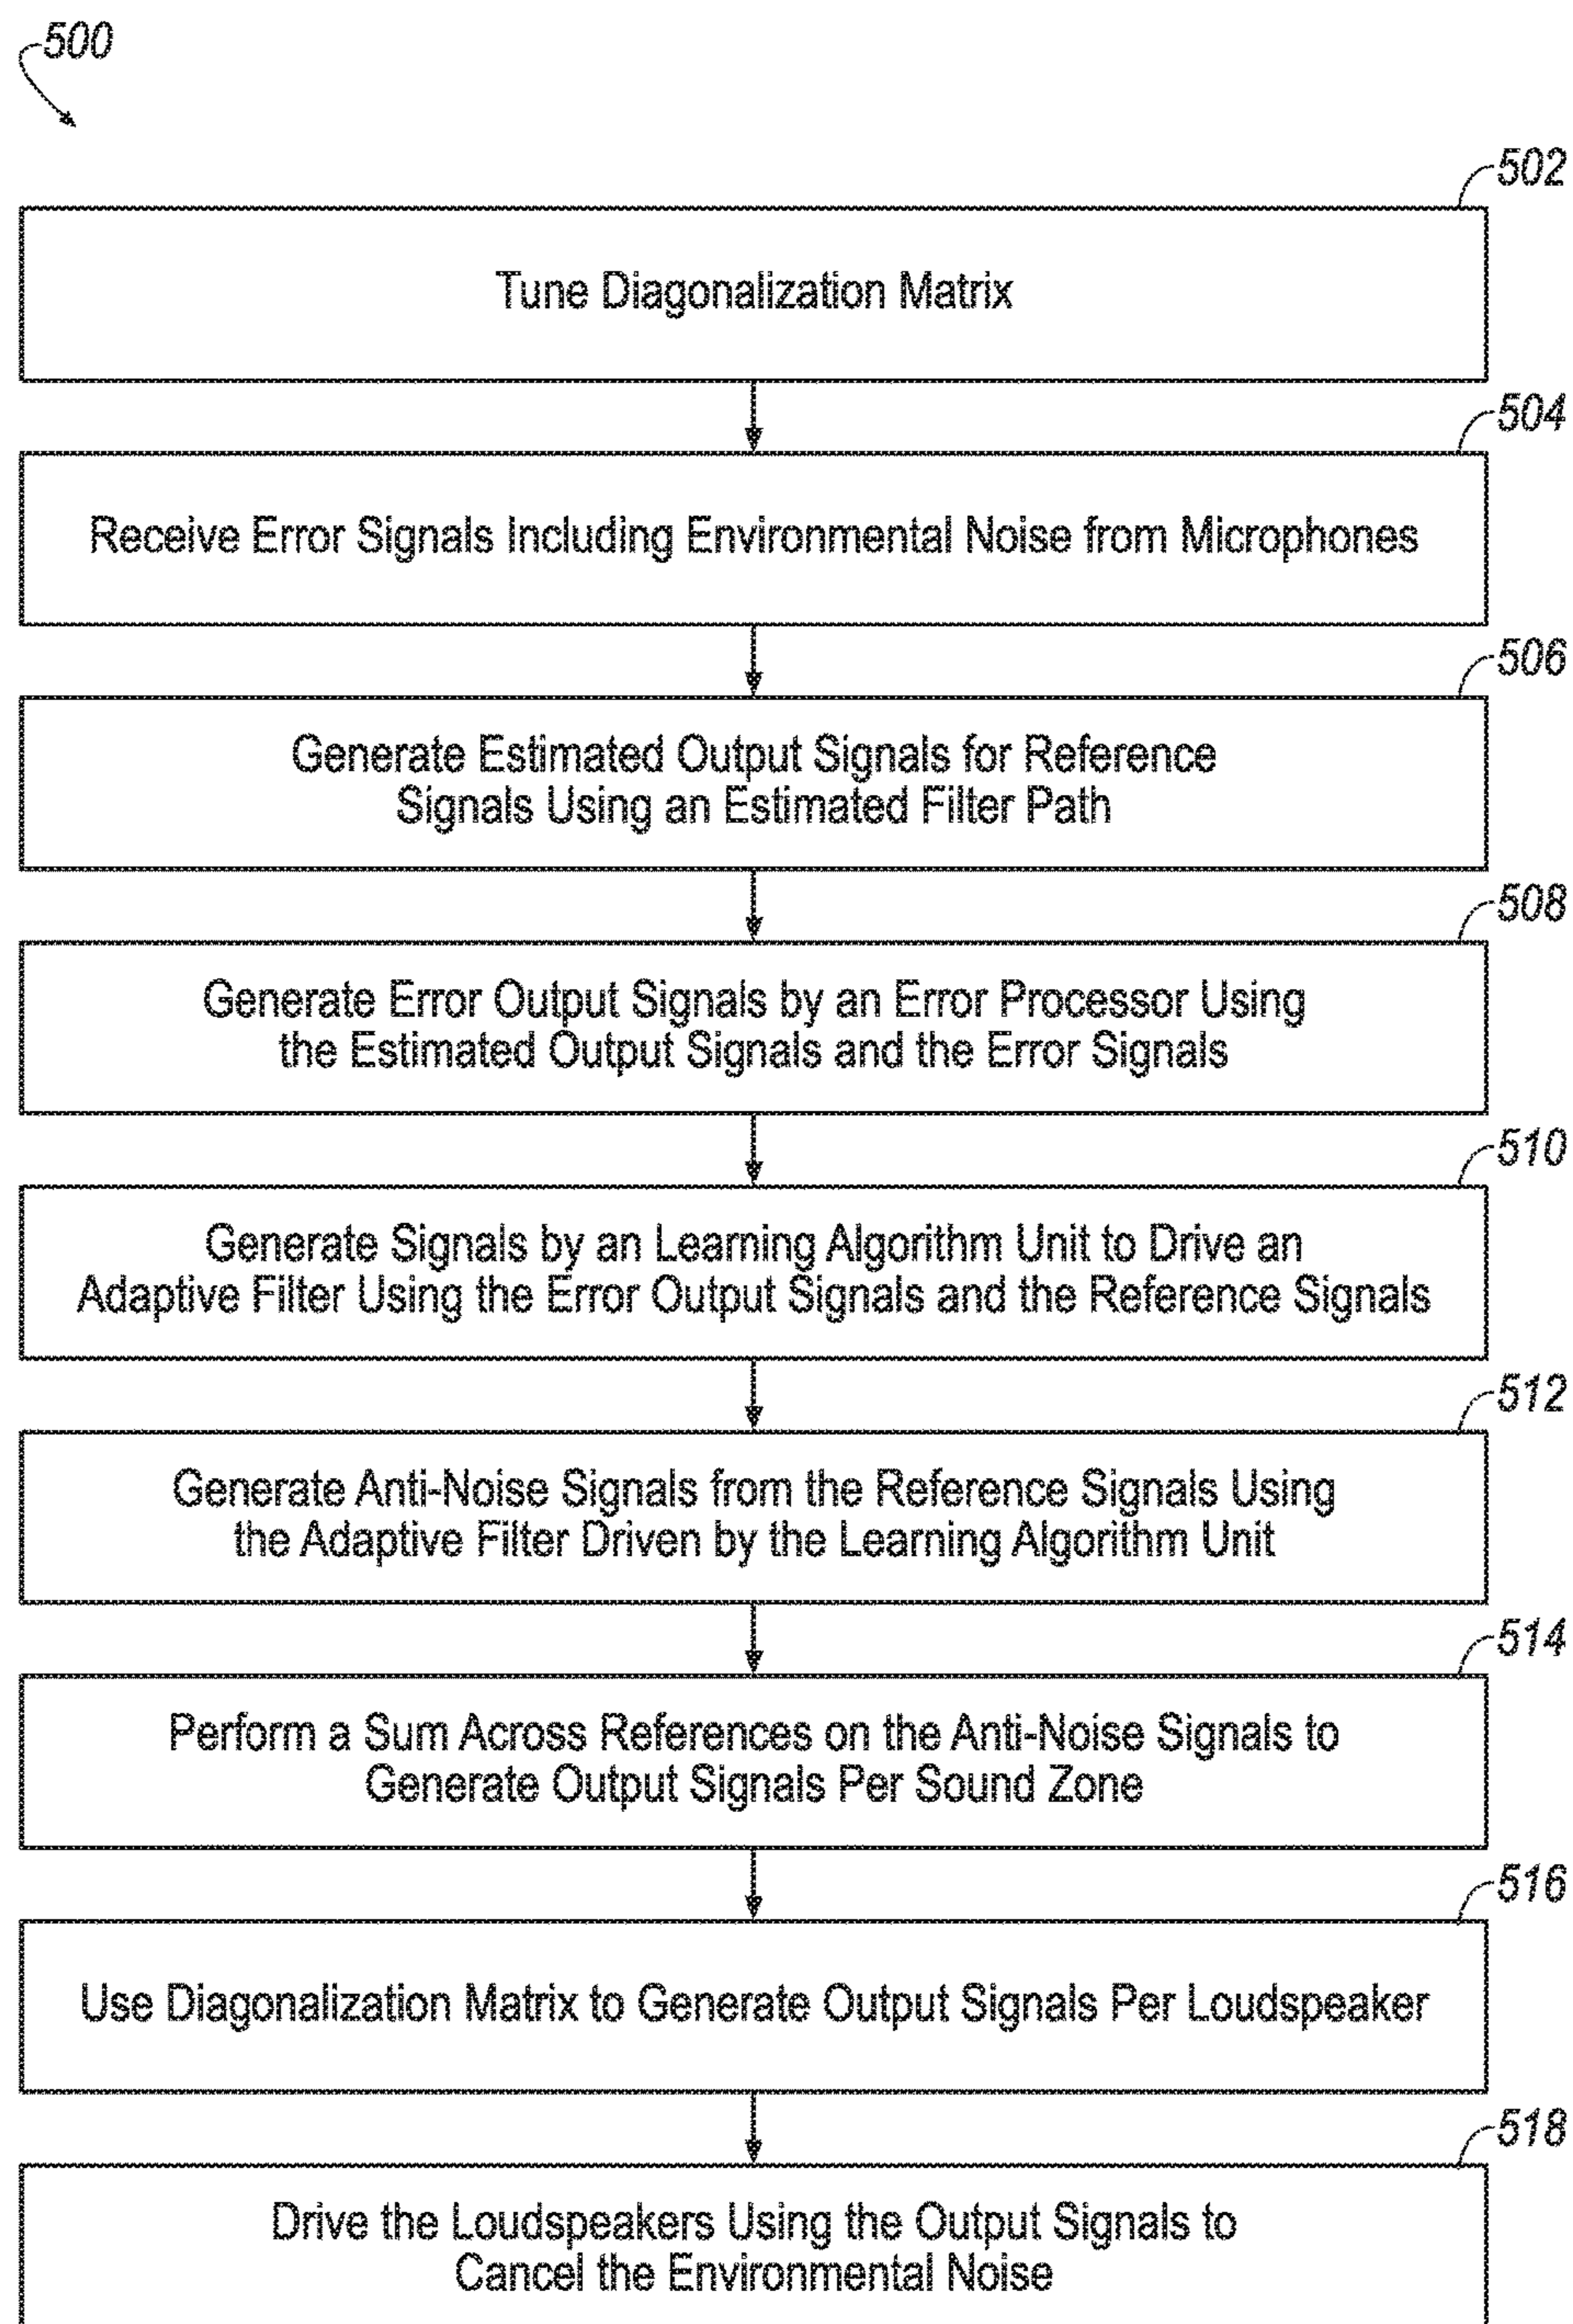 500
502
Tune Diagonalization Matrix
504
Receive Error Signals Including Environmental Noise from Microphones
506
Generate Estimated Output Signals for Reference
Signals Using an Estimated Filter Path
508
Generate Error Output Signals by an Error Processor Using
the Estimated Output Signals and the Error Signals
510
Generate Signals by an Learning Algorithm Unit to Drive an
Adaptive Filter Using the Error Output Signals and the Reference Signals
512
Generate Anti-Noise Signals from the Reference Signals Using
the Adaptive Filter Driven by the Learning Algorithm Unit
514
Perform a Sum Across References on the Anti-Noise Signals to
Generate Output Signals Per Sound Zone
516
Use Diagonalization Matrix to Generate Output Signals Per Loudspeaker
518
Drive the Loudspeakers Using the Output Signals to
Cancel the Environmental Noise